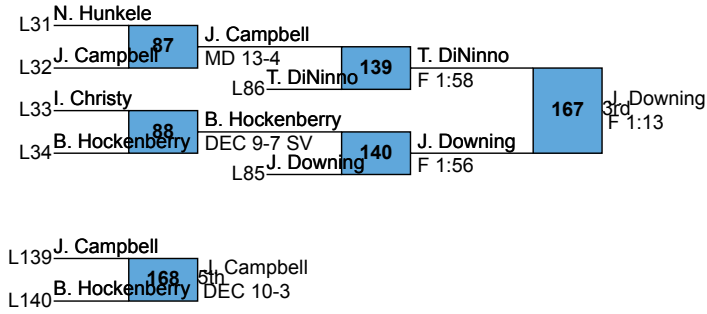 L31 N. Hunkele
87 J. Campbell
MD 13-4
L32 J. Campbell
139 T. DiNinno
F 1:58
L86 T. DiNinno
L33 I. Christy
88 B. Hockenberry
DEC 9-7 SV
L34 B. Hockenberry
140 J. Downing
F 1:56
L85 J. Downing
167 J. Downing
3rd
F 1:13
L139 J. Campbell
168 J. Campbell
5th
DEC 10-3
L140 B. Hockenberry